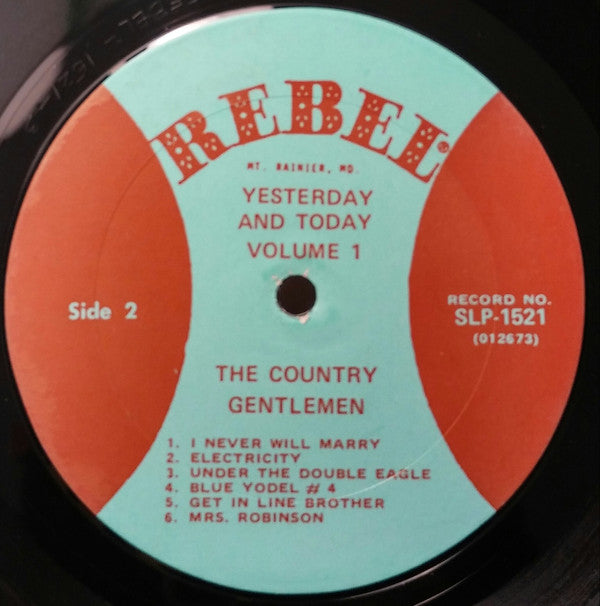 REBEL®
MT. RAINIER, MD.
YESTERDAY
AND TODAY
VOLUME 1
Side 2
RECORD NO.
SLP-1521
(012673)
THE COUNTRY
GENTLEMEN
1. I NEVER WILL MARRY
2. ELECTRICITY
3. UNDER THE DOUBLE EAGLE
4. BLUE YODEL # 4
5. GET IN LINE BROTHER
6. MRS. ROBINSON